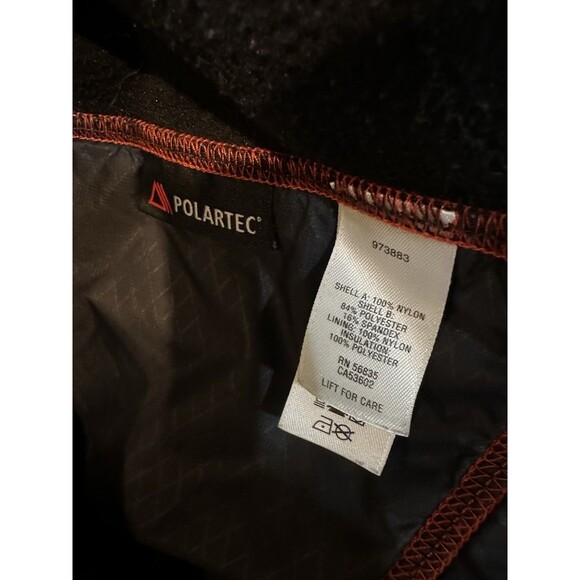 POLARTEC®
973883
SHELL A: 100% NYLON
SHELL B:
84% POLYESTER
16% SPANDEX
LINING: 100% NYLON
INSULATION:
100% POLYESTER
RN 56835
CA53602
LIFT FOR CARE